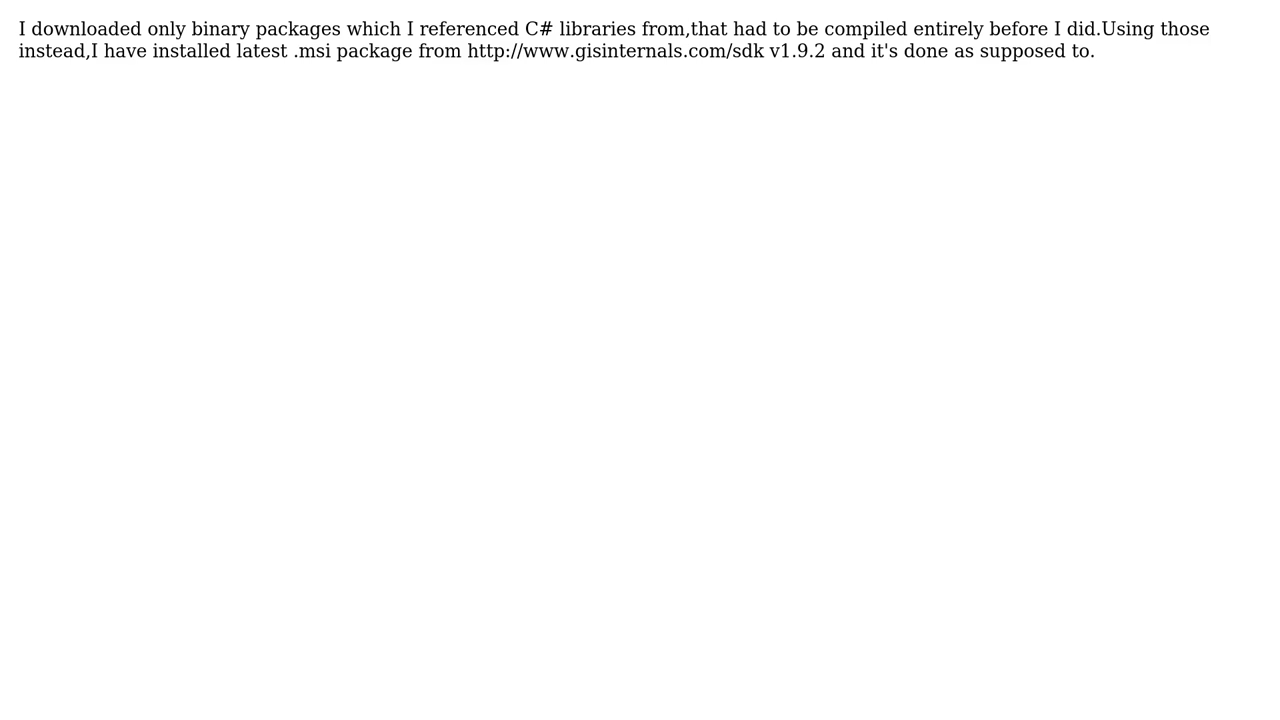 I downloaded only binary packages which I referenced C# libraries from,that had to be compiled entirely before I did.Using those
instead,I have installed latest .msi package from http://www.gisinternals.com/sdk v1.9.2 and it's done as supposed to.